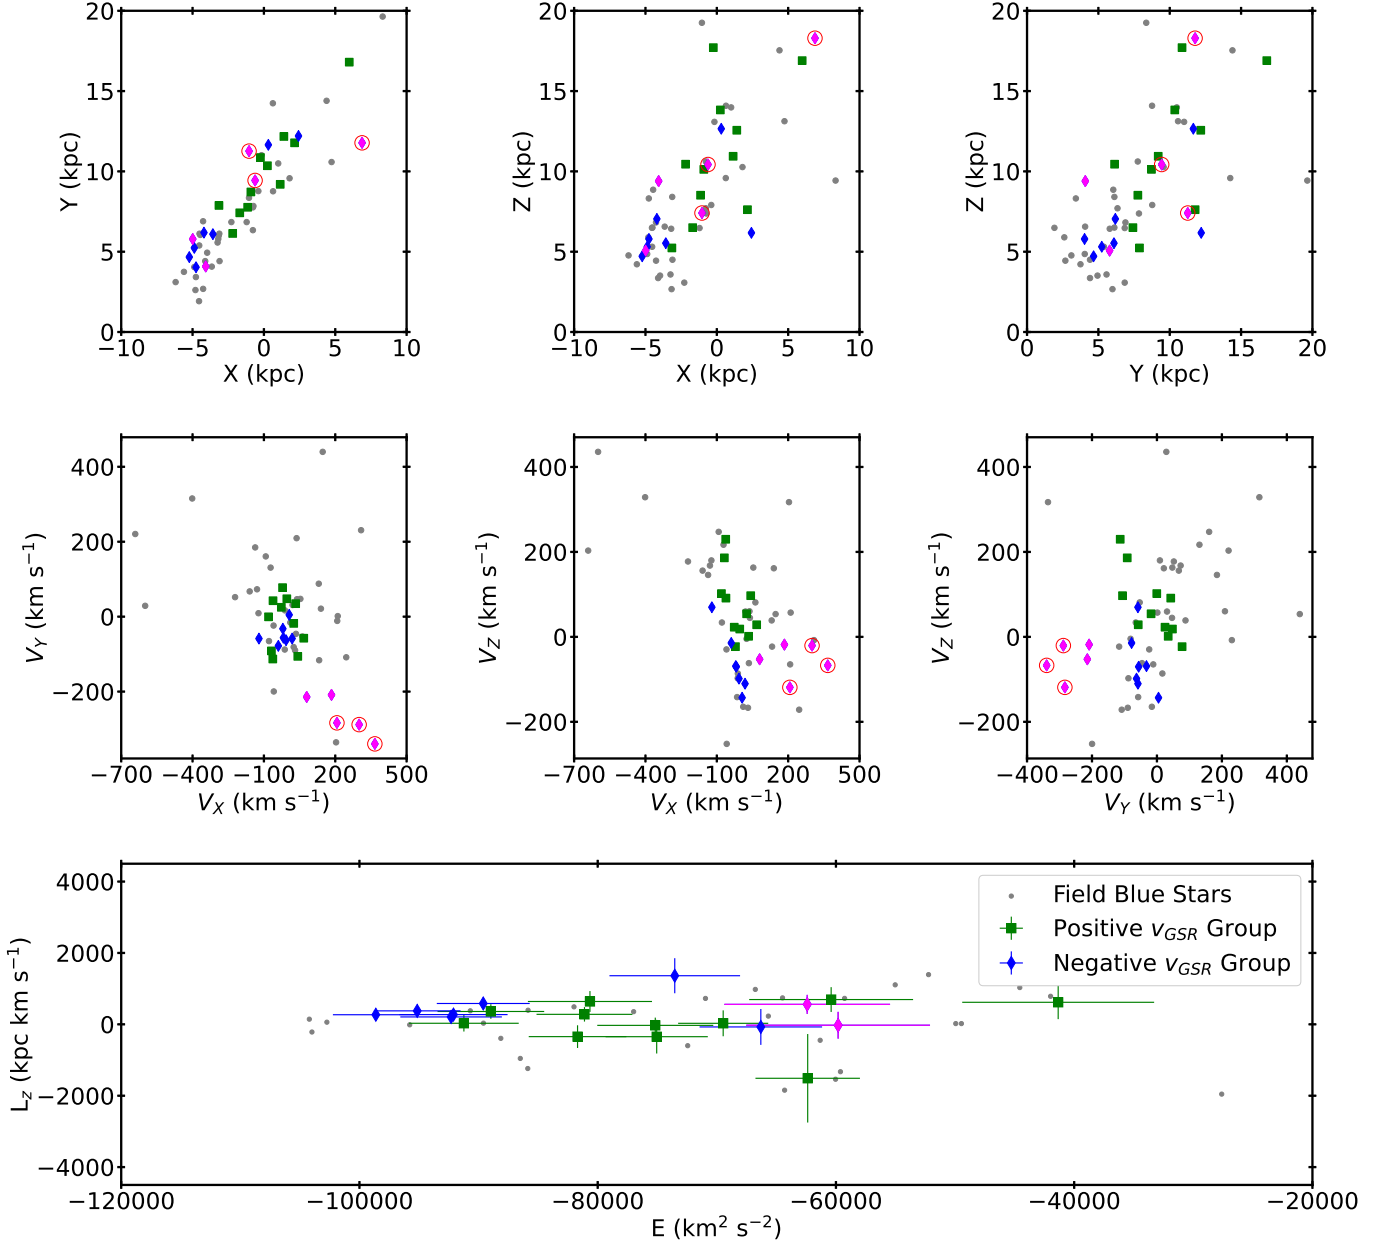 20
15
10
5
0
Y (kpc)
−10 −5 0 5 10
X (kpc)
20
15
10
5
0
Z (kpc)
−10 −5 0 5 10
X (kpc)
20
15
10
5
0
Z (kpc)
0 5 10 15 20
Y (kpc)
400
200
0
−200
V_Y (km s⁻¹)
−700 −400 −100 200 500
V_X (km s⁻¹)
400
200
0
−200
V_Z (km s⁻¹)
−700 −400 −100 200 500
V_X (km s⁻¹)
400
200
0
−200
V_Z (km s⁻¹)
−400 −200 0 200 400
V_Y (km s⁻¹)
4000
2000
0
−2000
−4000
L_z (kpc km s⁻¹)
Field Blue Stars
Positive v_GSR Group
Negative v_GSR Group
−120000 −100000 −80000 −60000 −40000 −20000
E (km² s⁻²)